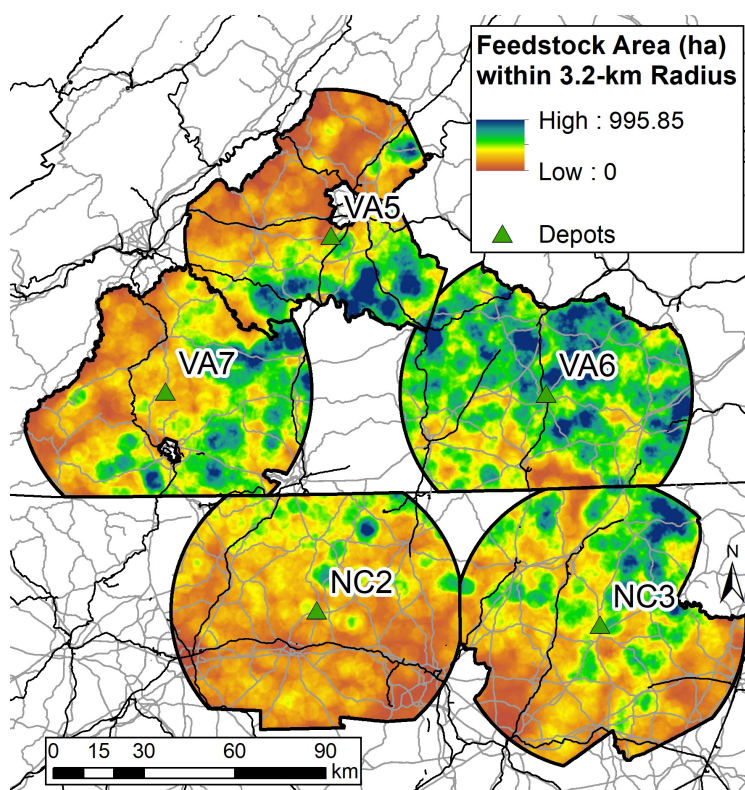 Feedstock Area (ha)
within 3.2-km Radius
High : 995.85
Low : 0
Depots
VA5
VA7
VA6
NC2
NC3
N
0 15 30 60 90
km